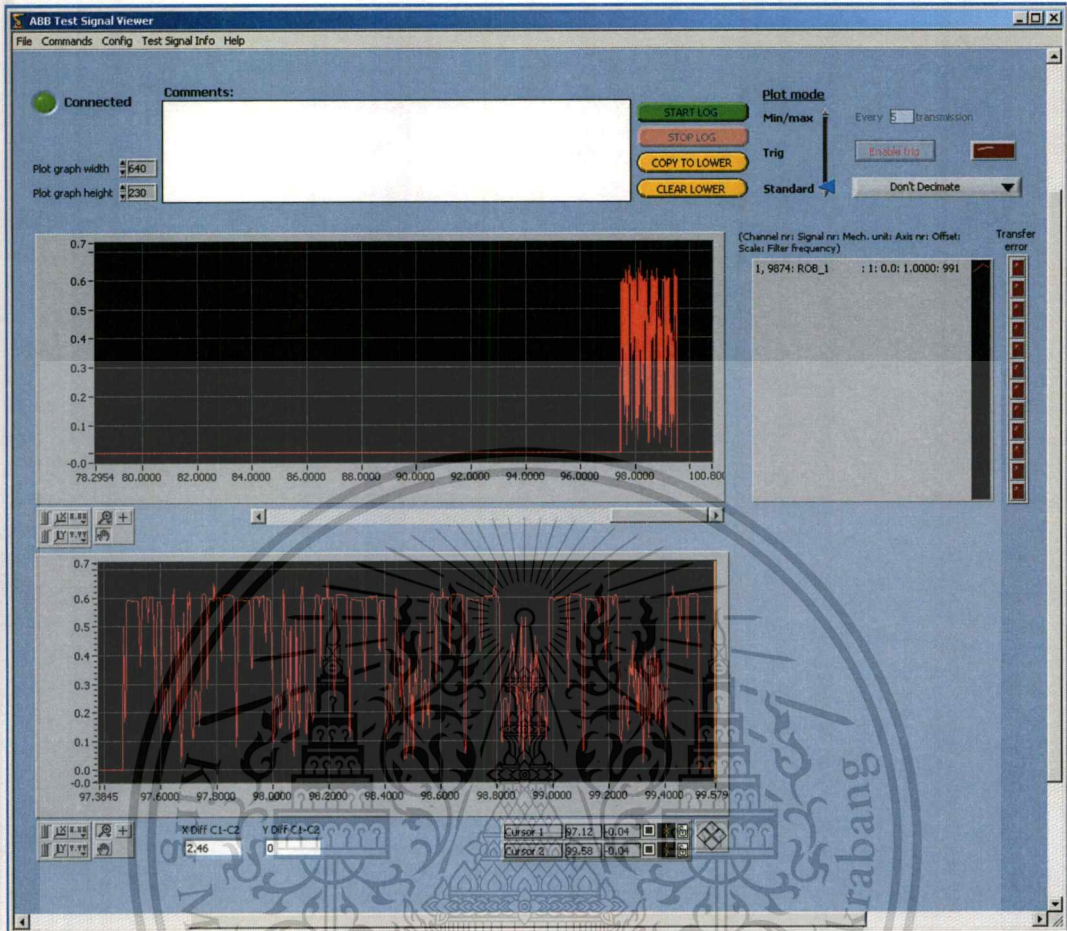 ABB Test Signal Viewer
File Commands Config Test Signal Info Help
Connected
Comments:
START LOG
STOP LOG
COPY TO LOWER
CLEAR LOWER
Plot mode
Min/max
Trig
Standard
Every 5 transmission
Enable trig
Don't Decimate
Plot graph width 640
Plot graph height 230
(Channel nr: Signal nr: Mech. unit: Axis nr: Offset:
Scale: Filter frequency)
Transfer
error
1, 9874: ROB_1 : 1: 0.0: 1.0000: 991
0.7
0.6
0.5
0.4
0.3
0.2
0.1
-0.0
78.2954 80.0000 82.0000 84.0000 86.0000 88.0000 90.0000 92.0000 94.0000 96.0000 98.0000 100.800
0.7
0.6
0.5
0.4
0.3
0.2
0.1
0.0
-0.0
97.3845 97.6000 97.8000 98.0000 98.2000 98.4000 98.6000 98.8000 99.0000 99.2000 99.4000 99.579
X Diff C1-C2 Y Diff C1-C2
2.46 0
Cursor 1 97.12 -0.04
Cursor 2 99.58 -0.04
King M
krabang